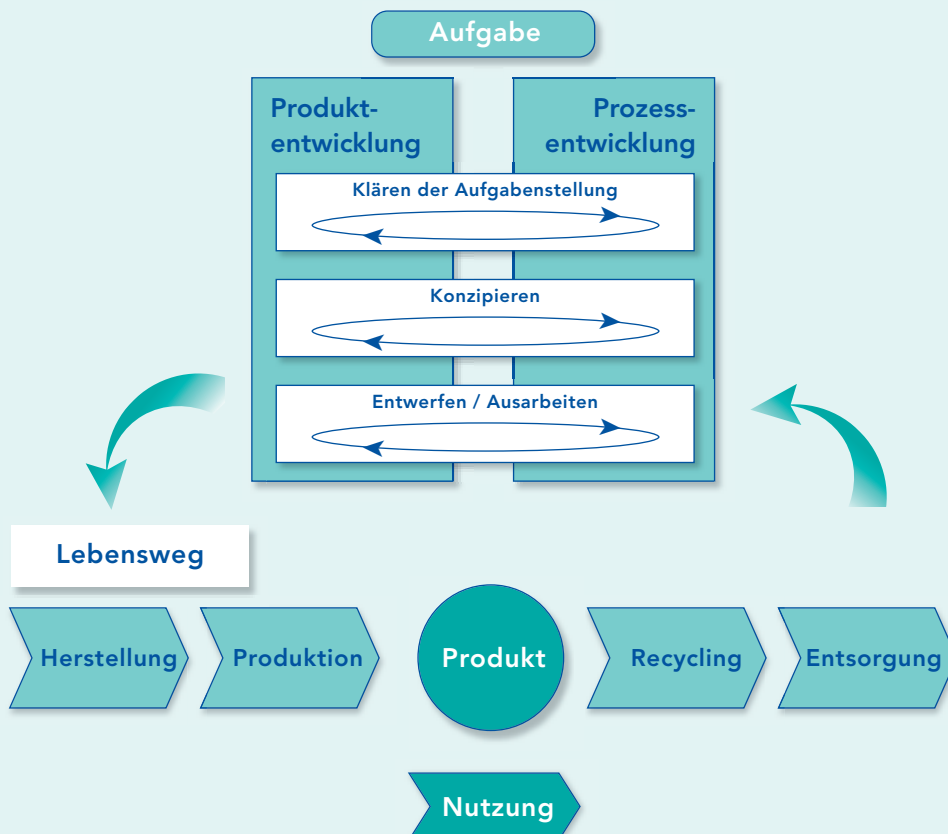 Aufgabe
Produkt-
entwicklung
Prozess-
entwicklung
Klären der Aufgabenstellung
Konzipieren
Entwerfen / Ausarbeiten
Lebensweg
Herstellung
Produktion
Produkt
Recycling
Entsorgung
Nutzung